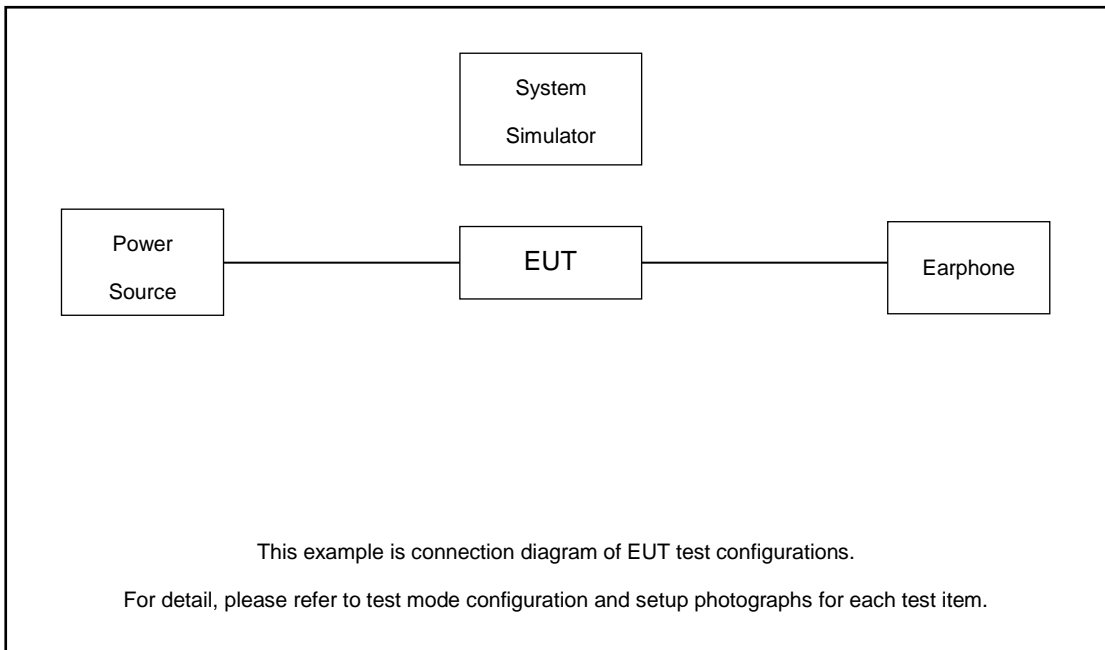 System
Simulator
Power
Source
EUT
Earphone
This example is connection diagram of EUT test configurations.
For detail, please refer to test mode configuration and setup photographs for each test item.